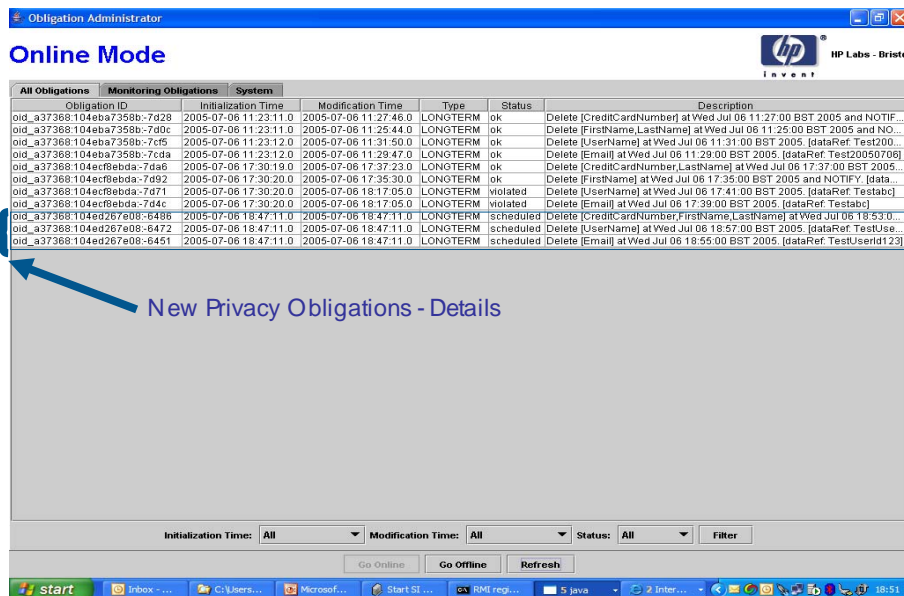 Obligation Administrator
Online Mode
hp
®
invent
HP Labs - Bristo
All Obligations Monitoring Obligations System
Obligation ID Initialization Time Modification Time Type Status Description
oid_a37368:104eba7358b:-7d28 2005-07-06 11:23:11.0 2005-07-06 11:27:46.0 LONGTERM ok Delete [CreditCardNumber] at Wed Jul 06 11:27:00 BST 2005 and NOTIF...
oid_a37368:104eba7358b:-7d0c 2005-07-06 11:23:11.0 2005-07-06 11:25:44.0 LONGTERM ok Delete [FirstName,LastName] at Wed Jul 06 11:25:00 BST 2005 and NO...
oid_a37368:104eba7358b:-7cf5 2005-07-06 11:23:12.0 2005-07-06 11:31:50.0 LONGTERM ok Delete [UserName] at Wed Jul 06 11:31:00 BST 2005. [dataRef: Test200...
oid_a37368:104eba7358b:-7cda 2005-07-06 11:23:12.0 2005-07-06 11:29:47.0 LONGTERM ok Delete [Email] at Wed Jul 06 11:29:00 BST 2005. [dataRef: Test20050706]
oid_a37368:104ecf8ebda:-7da6 2005-07-06 17:30:19.0 2005-07-06 17:37:23.0 LONGTERM ok Delete [CreditCardNumber,LastName] at Wed Jul 06 17:37:00 BST 2005...
oid_a37368:104ecf8ebda:-7d92 2005-07-06 17:30:20.0 2005-07-06 17:35:30.0 LONGTERM ok Delete [FirstName] at Wed Jul 06 17:35:00 BST 2005 and NOTIFY. [data...
oid_a37368:104ecf8ebda:-7d71 2005-07-06 17:30:20.0 2005-07-06 18:17:05.0 LONGTERM violated Delete [UserName] at Wed Jul 06 17:41:00 BST 2005. [dataRef: Testabc]
oid_a37368:104ecf8ebda:-7d4c 2005-07-06 17:30:20.0 2005-07-06 18:17:05.0 LONGTERM violated Delete [Email] at Wed Jul 06 17:39:00 BST 2005. [dataRef: Testabc]
oid_a37368:104ed267e08:-6486 2005-07-06 18:47:11.0 2005-07-06 18:47:11.0 LONGTERM scheduled Delete [CreditCardNumber,FirstName,LastName] at Wed Jul 06 18:53:0...
oid_a37368:104ed267e08:-6472 2005-07-06 18:47:11.0 2005-07-06 18:47:11.0 LONGTERM scheduled Delete [UserName] at Wed Jul 06 18:57:00 BST 2005. [dataRef: TestUse...
oid_a37368:104ed267e08:-6451 2005-07-06 18:47:11.0 2005-07-06 18:47:11.0 LONGTERM scheduled Delete [Email] at Wed Jul 06 18:55:00 BST 2005. [dataRef: TestUserId123]
New Privacy Obligations - Details
Initialization Time: All Modification Time: All Status: All Filter
Go Online Go Offline Refresh
start Inbox - ... C:\Users... Microsof... Start SI ... RMI regi... 5 java 2 Inter... 18:51